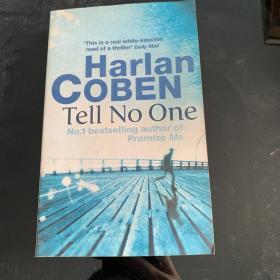 'This is a real white-knuckle
read of a thriller' Daily Mail
Harlan
COBEN
Tell No One
No.1 bestselling author of
Promise Me